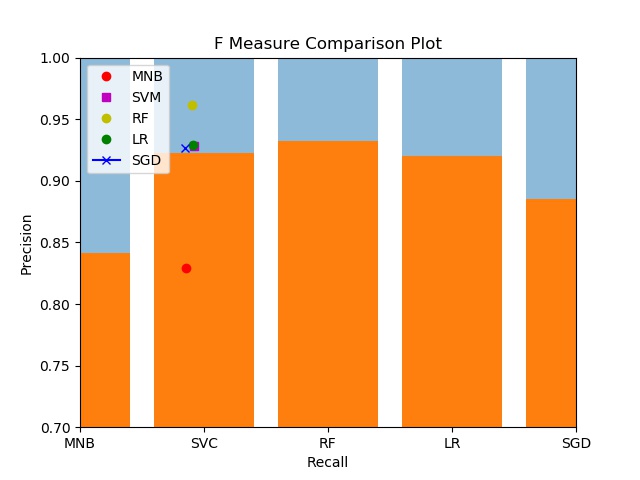 F Measure Comparison Plot
1.00
0.95
0.90
0.85
0.80
0.75
0.70
Precision
MNB
SVM
RF
LR
SGD
MNB
SVC
RF
LR
SGD
Recall